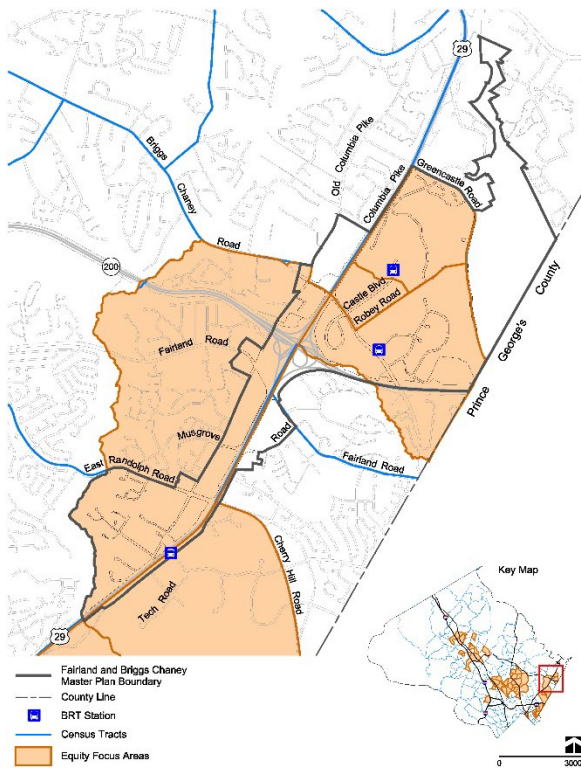 29
Briggs
Chaney
Road
Old Columbia Pike
Columbia Pike
Greencastle Road
200
Castle Blvd
Robey Road
Prince George's County
Fairland Road
Musgrove
Road
East Randolph Road
Fairland Road
Cherry Hill Road
Tech Road
29
Key Map
Fairland and Briggs Chaney
Master Plan Boundary
County Line
BRT Station
Census Tracts
Equity Focus Areas
0